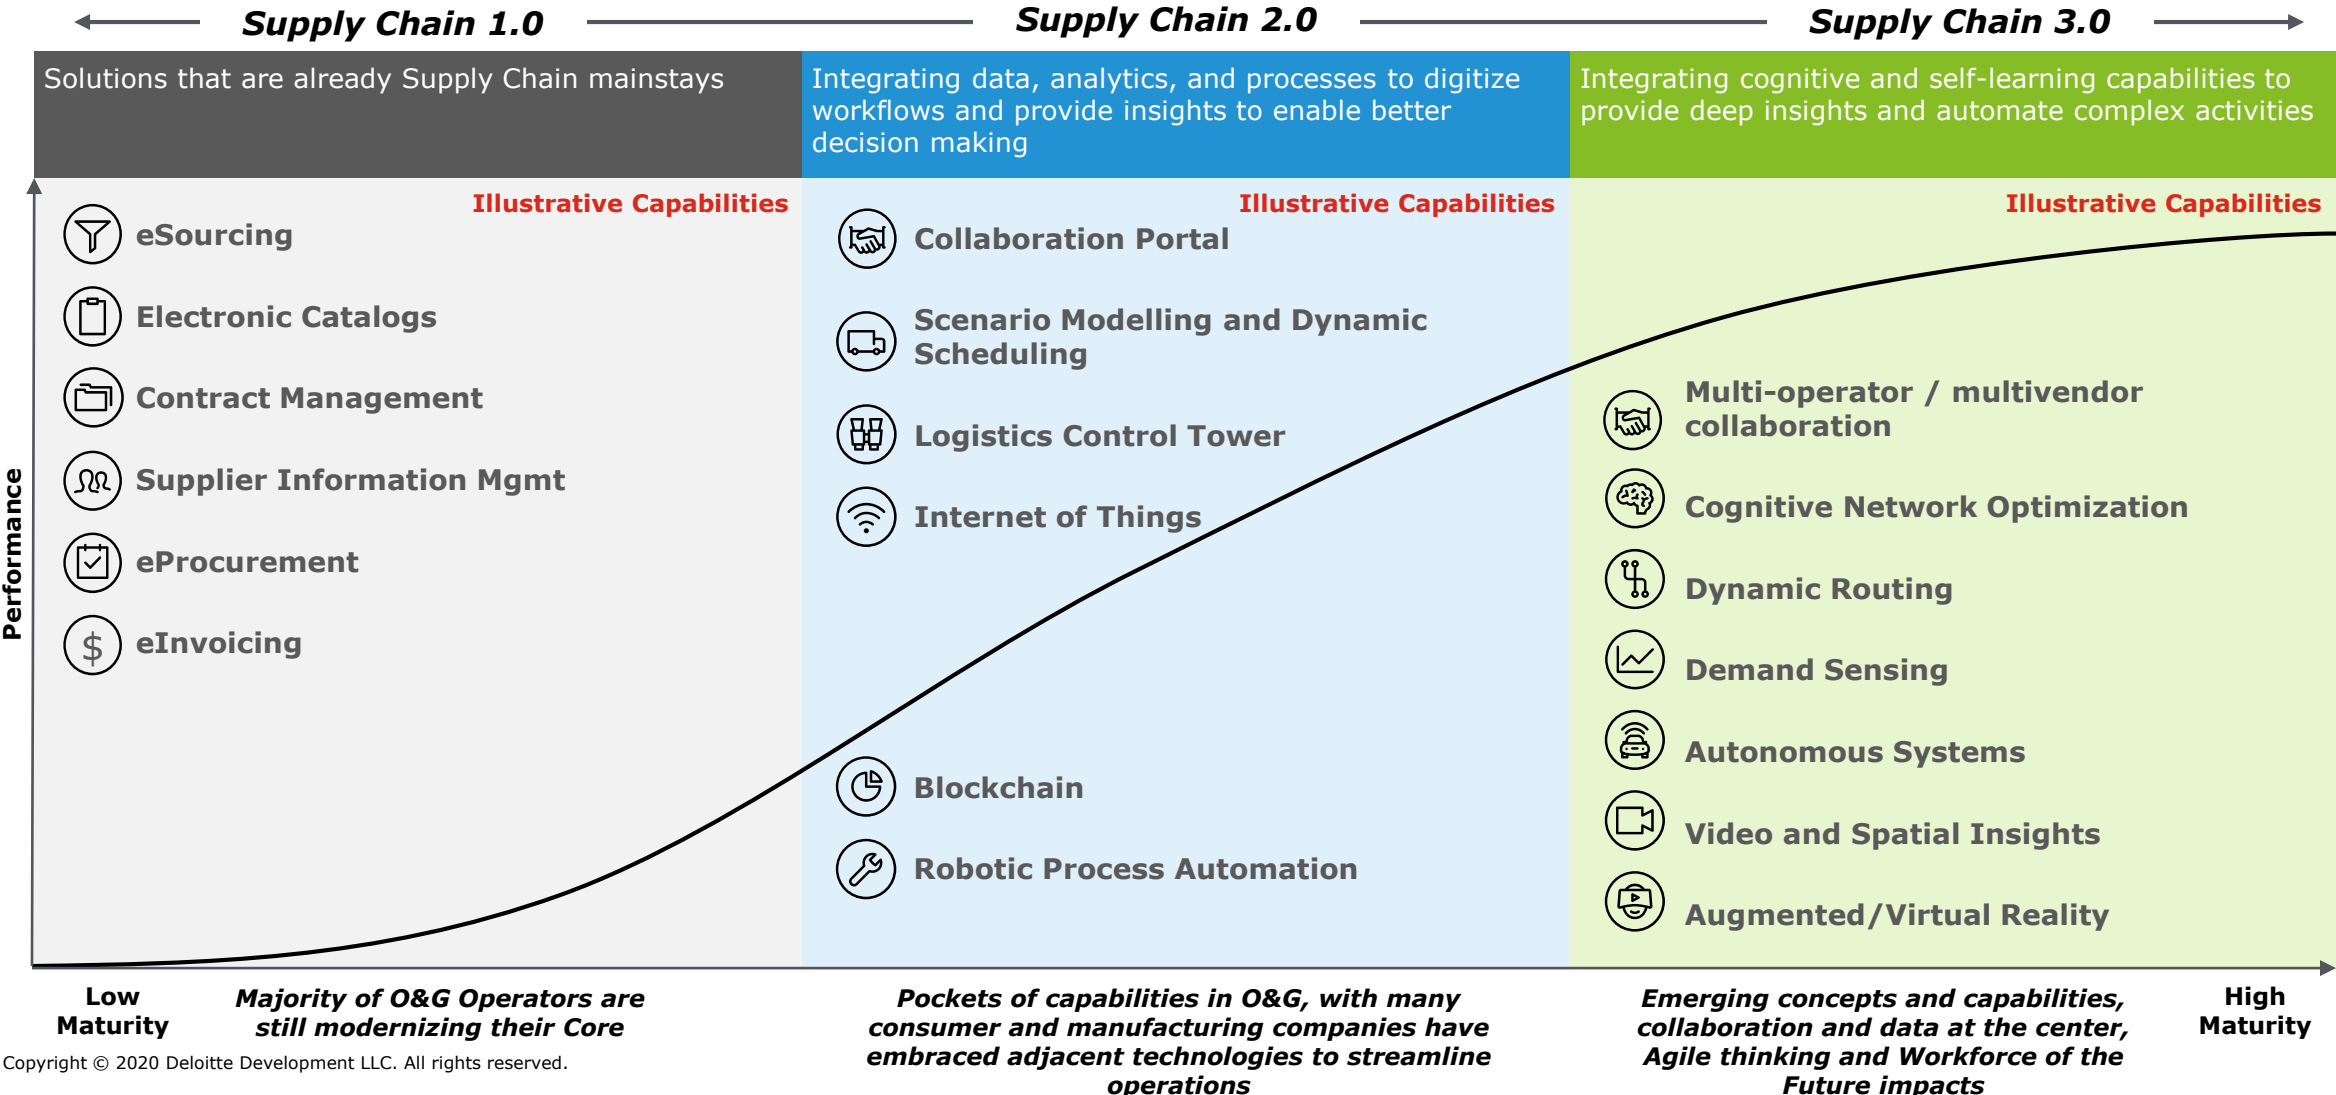 Supply Chain 1.0
Supply Chain 2.0
Supply Chain 3.0
Solutions that are already Supply Chain mainstays
Integrating data, analytics, and processes to digitize
workflows and provide insights to enable better
decision making
Integrating cognitive and self-learning capabilities to
provide deep insights and automate complex activities
Performance
Illustrative Capabilities
eSourcing
Electronic Catalogs
Contract Management
Supplier Information Mgmt
eProcurement
$ eInvoicing
Illustrative Capabilities
Collaboration Portal
Scenario Modelling and Dynamic
Scheduling
Logistics Control Tower
Internet of Things
Blockchain
Robotic Process Automation
Illustrative Capabilities
Multi-operator / multivendor
collaboration
Cognitive Network Optimization
Dynamic Routing
Demand Sensing
Autonomous Systems
Video and Spatial Insights
Augmented/Virtual Reality
Low
Maturity
Majority of O&G Operators are
still modernizing their Core
Pockets of capabilities in O&G, with many
consumer and manufacturing companies have
embraced adjacent technologies to streamline
operations
Emerging concepts and capabilities,
collaboration and data at the center,
Agile thinking and Workforce of the
Future impacts
High
Maturity
Copyright © 2020 Deloitte Development LLC. All rights reserved.